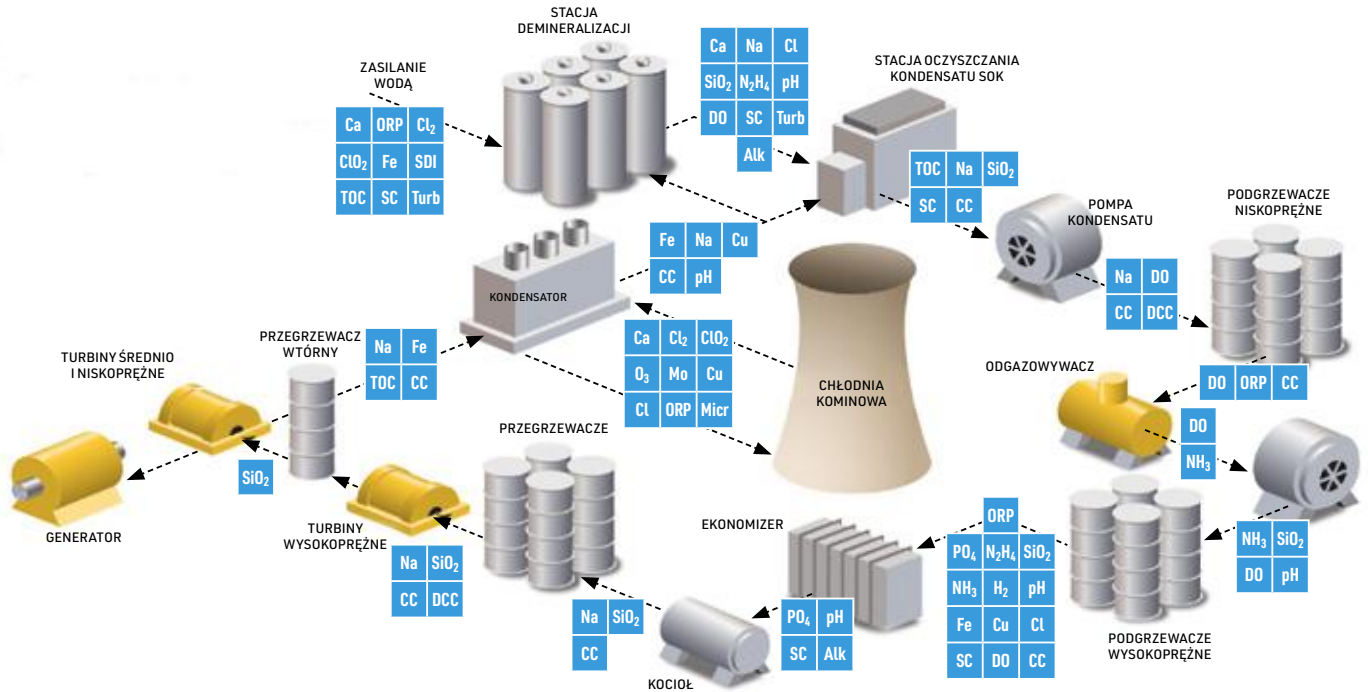 STACJA
DEMINERALIZACJI
ZASILANIE
WODĄ
Ca ORP Cl₂
ClO₂ Fe SDI
TOC SC Turb
Ca Na Cl
SiO₂ N₂H₄ pH
DO SC Turb
Alk
STACJA OCZYSZCZANIA
KONDENSATU SOK
TOC Na SiO₂
SC CC
POMPA
KONDENSATU
PODGRZEWACZE
NISKOPRĘŻNE
Na DO
CC DCC
Fe Na Cu
CC pH
KONDENSATOR
Ca Cl₂ ClO₂
O₃ Mo Cu
Cl ORP Micr
CHŁODNIA
KOMINOWA
ODGAZOWYWACZ
DO ORP CC
DO
NH₃
PRZEGRZEWACZ
WTÓRNY
Na Fe
TOC CC
TURBINY ŚREDNIO
I NISKOPRĘŻNE
SiO₂
GENERATOR
TURBINY
WYSOKOPRĘŻNE
PRZEGRZEWACZE
Na SiO₂
CC DCC
Na SiO₂
CC
KOCIOŁ
EKONOMIZER
PO₄ pH
SC Alk
ORP
PO₄ N₂H₄ SiO₂
NH₃ H₂ pH
Fe Cu Cl
SC DO CC
NH₃ SiO₂
DO pH
PODGRZEWACZE
WYSOKOPRĘŻNE